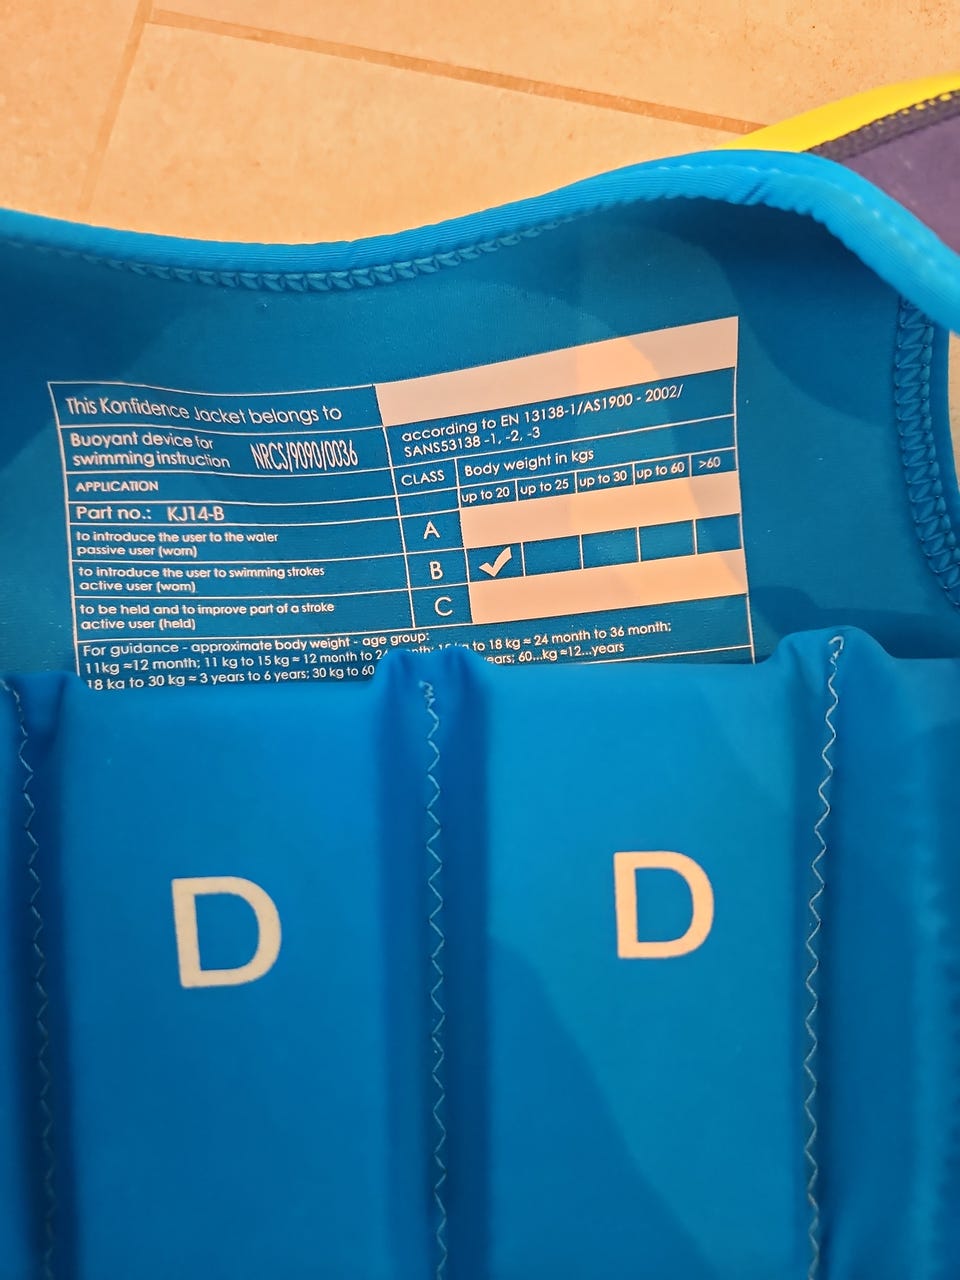 This Konfidence Jacket belongs to
Buoyant device for
swimming instruction NRCS/9090/0036
according to EN 13138-1/AS1900 - 2002/
SANS53138 -1, -2, -3
APPLICATION
CLASS
Body weight in kgs
up to 20 up to 25 up to 30 up to 60 >60
Part no.: KJ14-B
to introduce the user to the water
passive user (worn)
A
to introduce the user to swimming strokes
active user (worn)
B ✓
to be held and to improve part of a stroke
active user (held)
C
For guidance - approximate body weight - age group:
11kg ≈12 month; 11 kg to 15 kg ≈ 12 month to 24 to 18 kg ≈ 24 month to 36 month;
18 kg to 30 kg ≈ 3 years to 6 years; 30 kg to 60 60...kg ≈12...years
D D